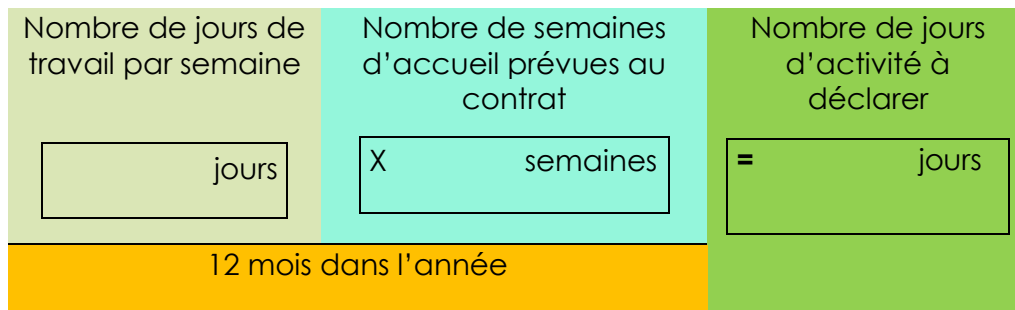 Nombre de jours de
travail par semaine
jours
Nombre de semaines
d’accueil prévues au
contrat
X semaines
Nombre de jours
d’activité à
déclarer
= jours
12 mois dans l’année